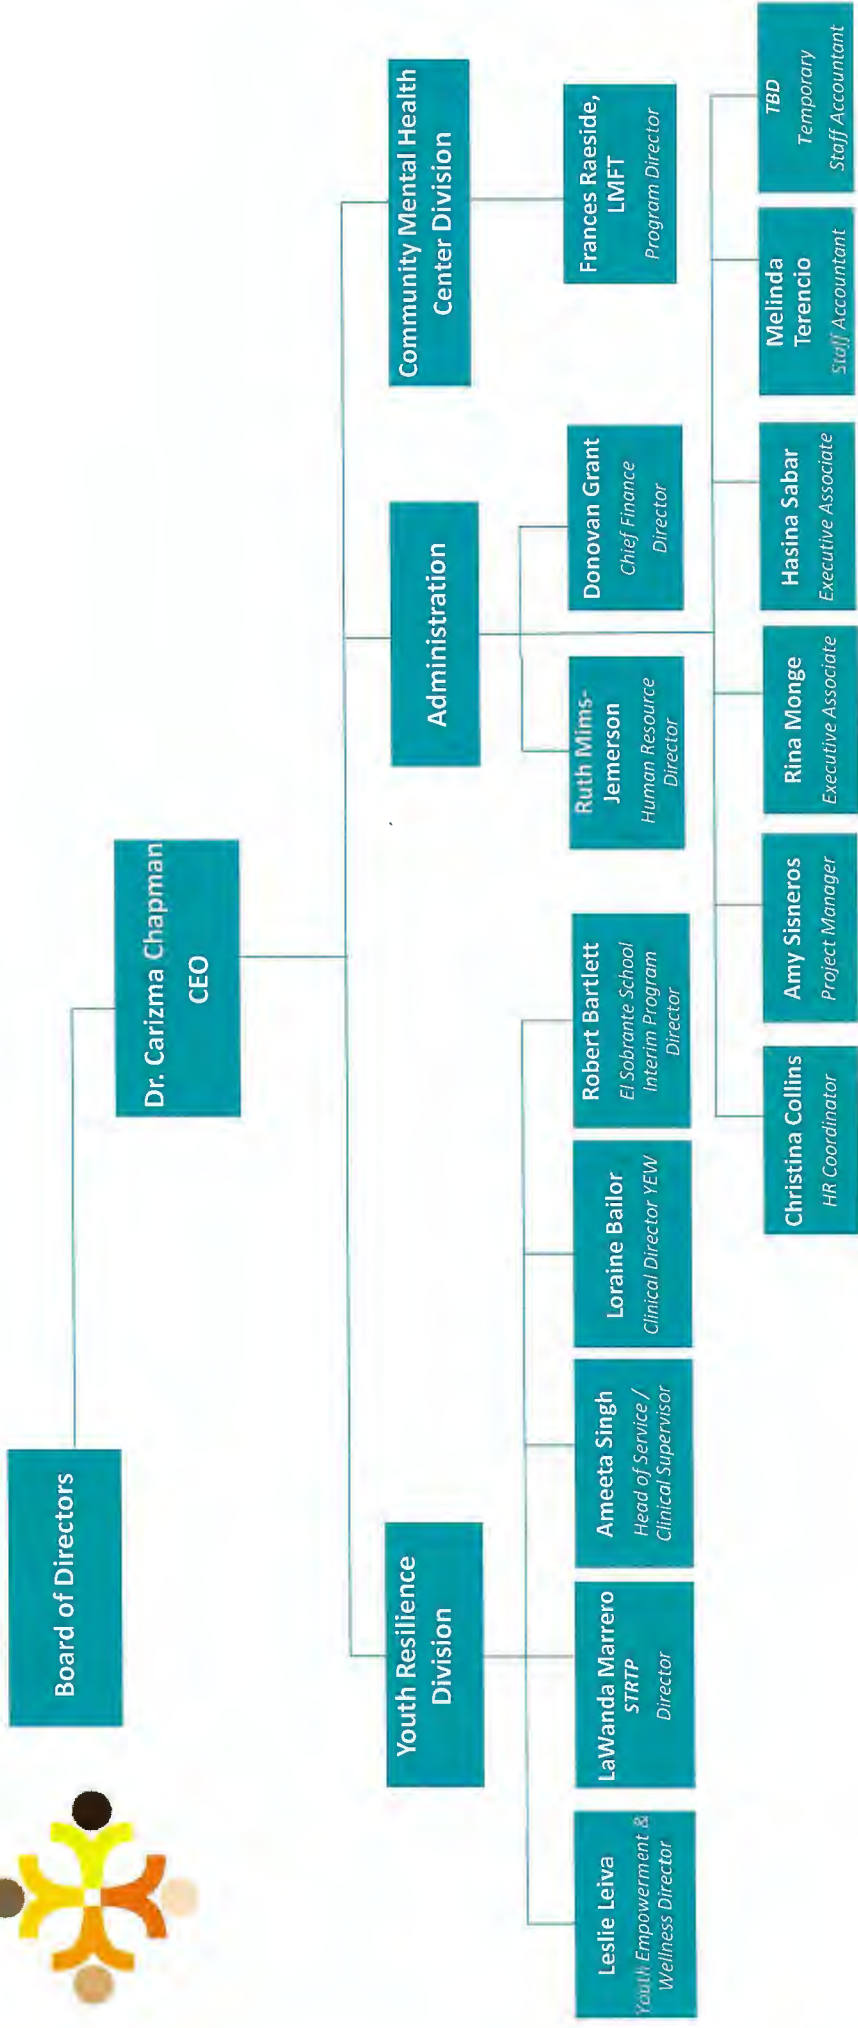 Board of Directors
Dr. Carizma Chapman
CEO
Youth Resilience
Division
Administration
Community Mental Health
Center Division
Leslie Leiva
Youth Empowerment &
Wellness Director
LaWanda Marrero
STRTP
Director
Ameeta Singh
Head of Service /
Clinical Supervisor
Loraine Bailor
Clinical Director YEW
Robert Bartlett
El Sobrante School
Interim Program
Director
Ruth Mims-
Jemerson
Human Resource
Director
Donovan Grant
Chief Finance
Director
Frances Raeside,
LMFT
Program Director
Christina Collins
HR Coordinator
Amy Sisneros
Project Manager
Rina Monge
Executive Associate
Hasina Sabar
Executive Associate
Melinda
Terencio
Staff Accountant
TBD
Temporary
Staff Accountant